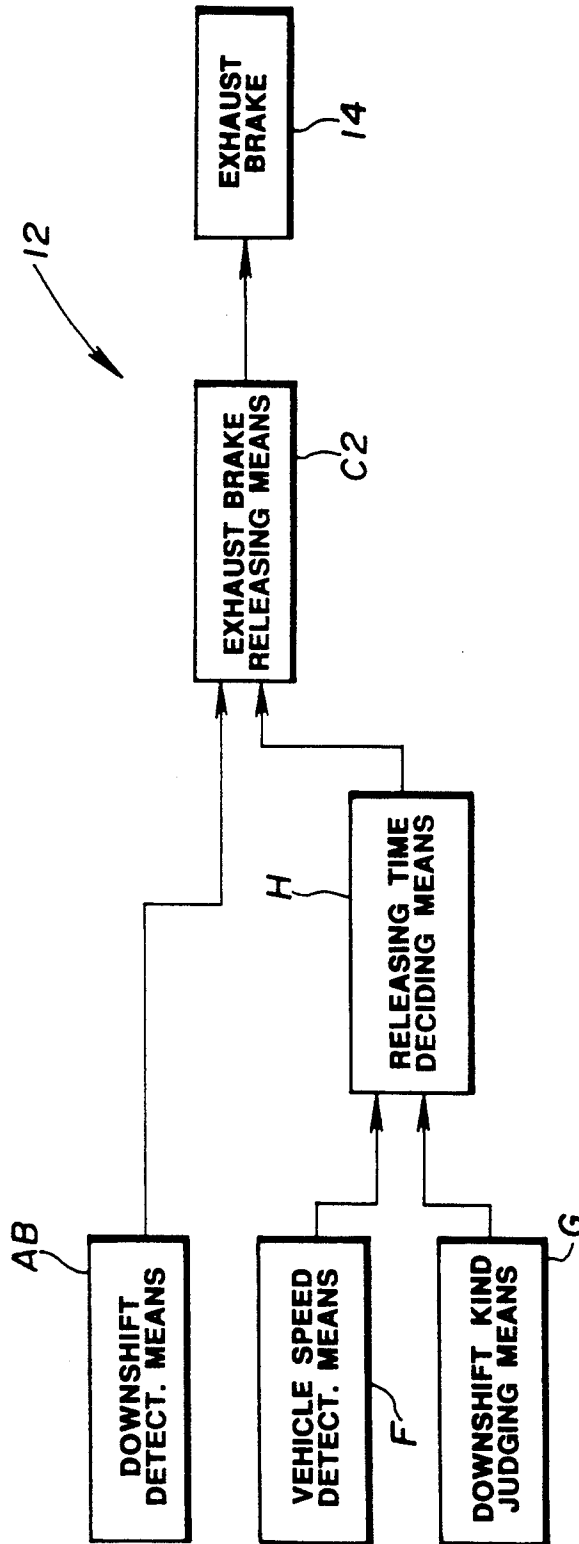 12
AB
DOWNSHIFT
DETECT. MEANS
VEHICLE SPEED
DETECT. MEANS
F
DOWNSHIFT KIND
JUDGING MEANS
G
H
RELEASING TIME
DECIDING MEANS
EXHAUST BRAKE
RELEASING MEANS
C2
EXHAUST
BRAKE
14